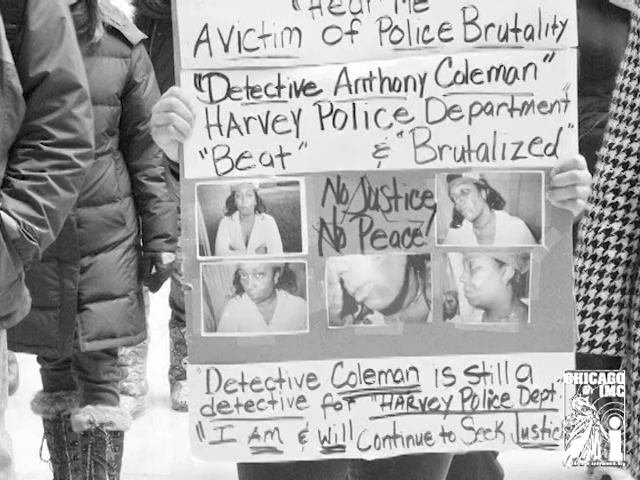 "Hear Me
A Victim of Police Brutality
"Detective Anthony Coleman"
HARVEY Police Department
"Beat" & "Brutalized"
No Justice,
No Peace!
"Detective Coleman is still a
detective for "HARVEY Police Dept."
"I AM & Will Continue to Seek Justice
CHICAGO
IMC